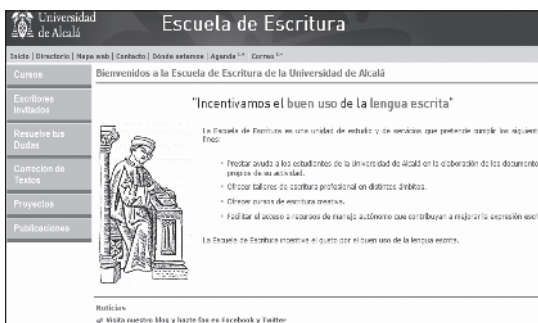 Universidad
de Alcalá
Escuela de Escritura
Inicio | Directorio | Mapa web | Contacto | Dónde estamos | Agenda | Correo
Cursos
Bienvenidos a la Escuela de Escritura de la Universidad de Alcalá
Escritores
Invitados
"Incentivamos el buen uso de la lengua escrita"
Resuelve tus
Dudas
Corrección de
Textos
Proyectos
Publicaciones
La Escuela de Escritura es una unidad de estudio y de servicios que pretende cumplir los siguient
fines:
Prestar ayuda a los estudiantes de la Universidad de Alcalá en la elaboración de los documento
propios de su actividad.
Ofrecer talleres de escritura profesional en distintos ámbitos.
Ofrecer cursos de escritura creativa.
Facilitar el acceso a recursos de manejo autónomo que contribuyan a mejorar la expresión escri
La Escuela de Escritura incentiva el gusto por el buen uso de la lengua escrita.
Noticias
Visita nuestro blog y hazte fan en Facebook y Twitter